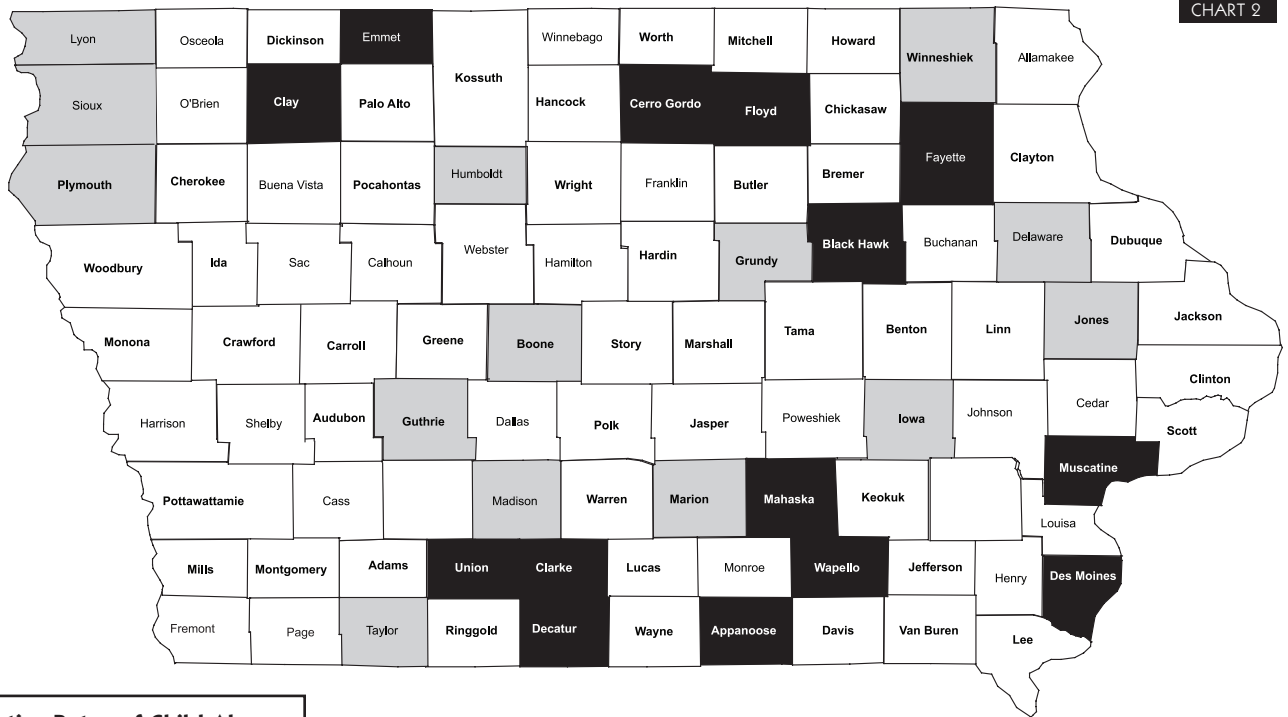 CHART 2
Lyon Osceola Dickinson Emmet Winnebago Worth Mitchell Howard Winneshiek Allamakee
Kossuth
Sioux O'Brien Clay Palo Alto Hancock Cerro Gordo Floyd Chickasaw
Fayette Clayton
Plymouth Cherokee Buena Vista Pocahontas Humboldt Wright Franklin Butler Bremer
Woodbury Ida Sac Calhoun Webster Hamilton Hardin Grundy Black Hawk Buchanan Delaware Dubuque
Monona Crawford Carroll Greene Boone Story Marshall Tama Benton Linn Jones Jackson
Clinton
Harrison Shelby Audubon Guthrie Dallas Polk Jasper Poweshiek Iowa Johnson Cedar
Scott
Muscatine
Pottawattamie Cass Madison Warren Marion Mahaska Keokuk
Louisa
Mills Montgomery Adams Union Clarke Lucas Monroe Wapello Jefferson Henry Des Moines
Fremont Page Taylor Ringgold Decatur Wayne Appanoose Davis Van Buren Lee